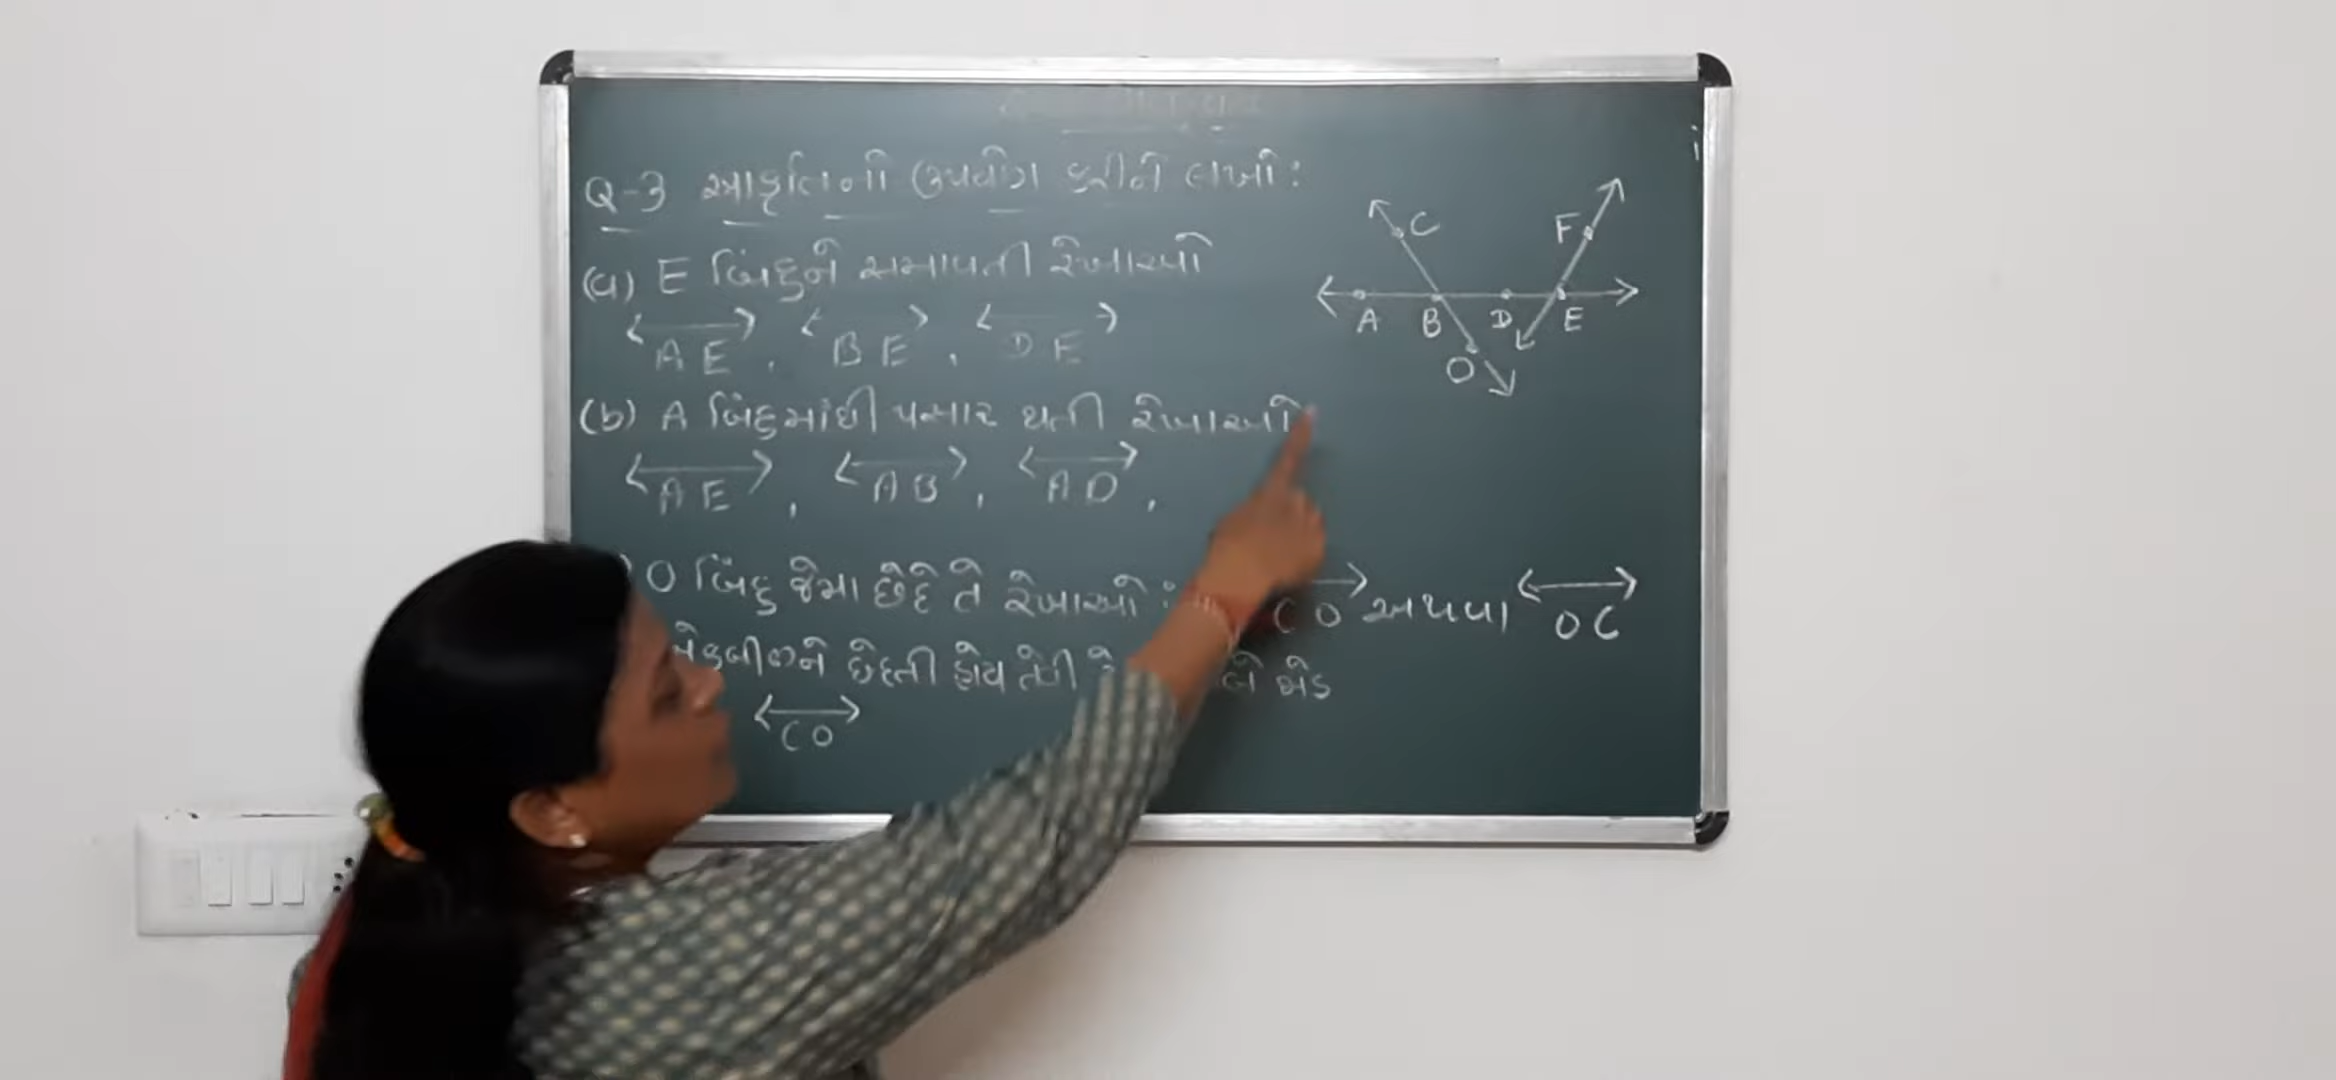 Q-3 આકૃતિનો ઉપયોગ કરીને લખો:
(a) E બિંદુને સમાવતી રેખાઓ
AE, BE, DE
(b) A બિંદુમાંથી પસાર થતી રેખાઓ
AE, AB, AD,
O બિંદુ જેમા છેદે તે રેખાઓ : CO અથવા OC
એકબીજાને છેદતી હોય તેવી એક
CO
C F
A B D E
O